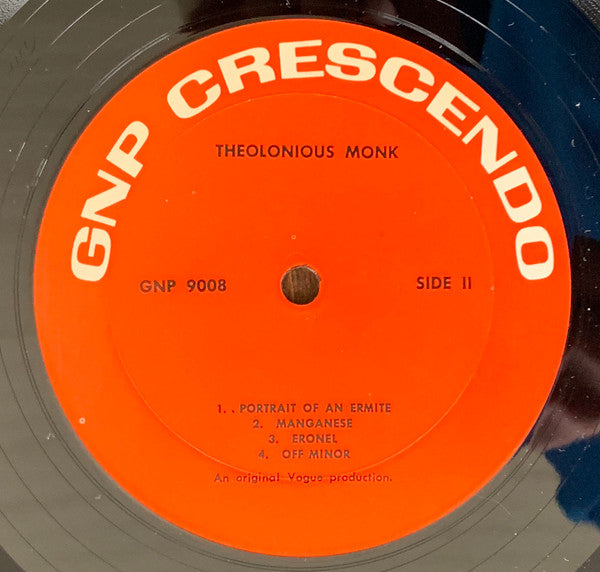 GNP CRESCENDO
THEOLONIOUS MONK
GNP 9008 SIDE II
1. . PORTRAIT OF AN ERMITE
2. MANGANESE
3. ERONEL
4. OFF MINOR
An original Vogue production.